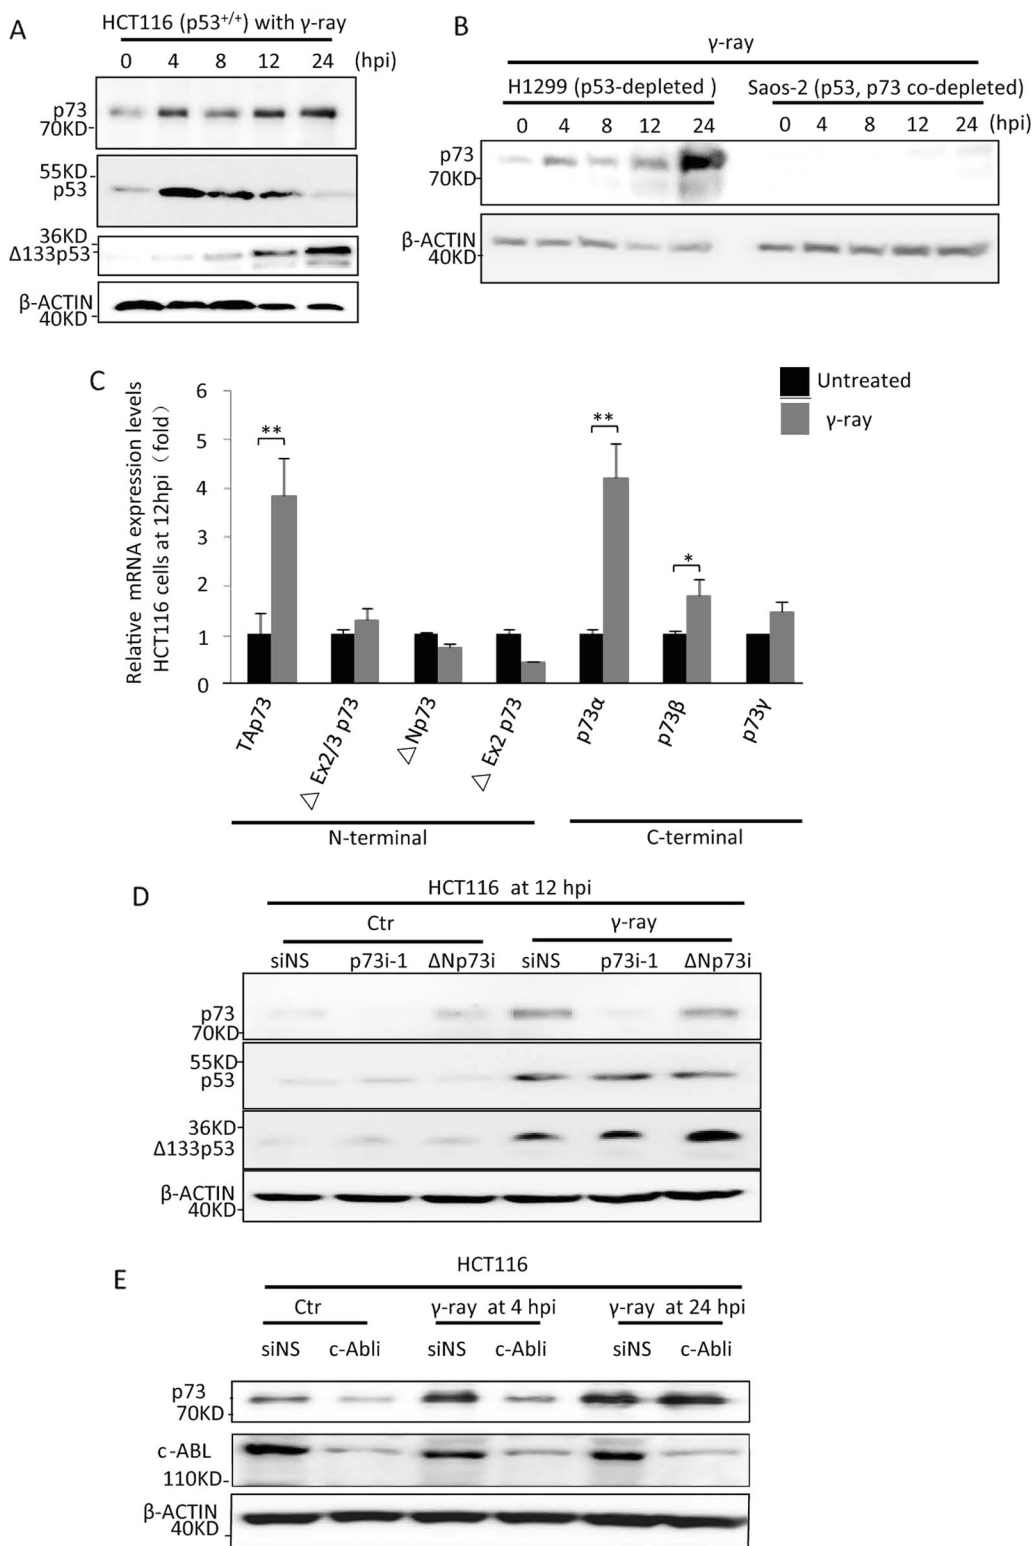 A
HCT116 (p53+/+) with γ-ray
0 4 8 12 24 (hpi)
p73
70KD
55KD
p53
36KD
Δ133p53
β-ACTIN
40KD
B
γ-ray
H1299 (p53-depleted ) Saos-2 (p53, p73 co-depleted)
0 4 8 12 24 0 4 8 12 24 (hpi)
p73
70KD
β-ACTIN
40KD
C
Relative mRNA expression levels
HCT116 cells at 12hpi (fold)
6
5
4
3
2
1
0
** ** *
Untreated
γ-ray
TAp73
△ Ex2/3 p73
△Np73
△ Ex2 p73
p73α
p73β
p73γ
N-terminal C-terminal
D
HCT116 at 12 hpi
Ctr γ-ray
siNS p73i-1 ΔNp73i siNS p73i-1 ΔNp73i
p73
70KD
55KD
p53
36KD
Δ133p53
β-ACTIN
40KD
E
HCT116
Ctr γ-ray at 4 hpi γ-ray at 24 hpi
siNS c-Abli siNS c-Abli siNS c-Abli
p73
70KD
c-ABL
110KD
β-ACTIN
40KD